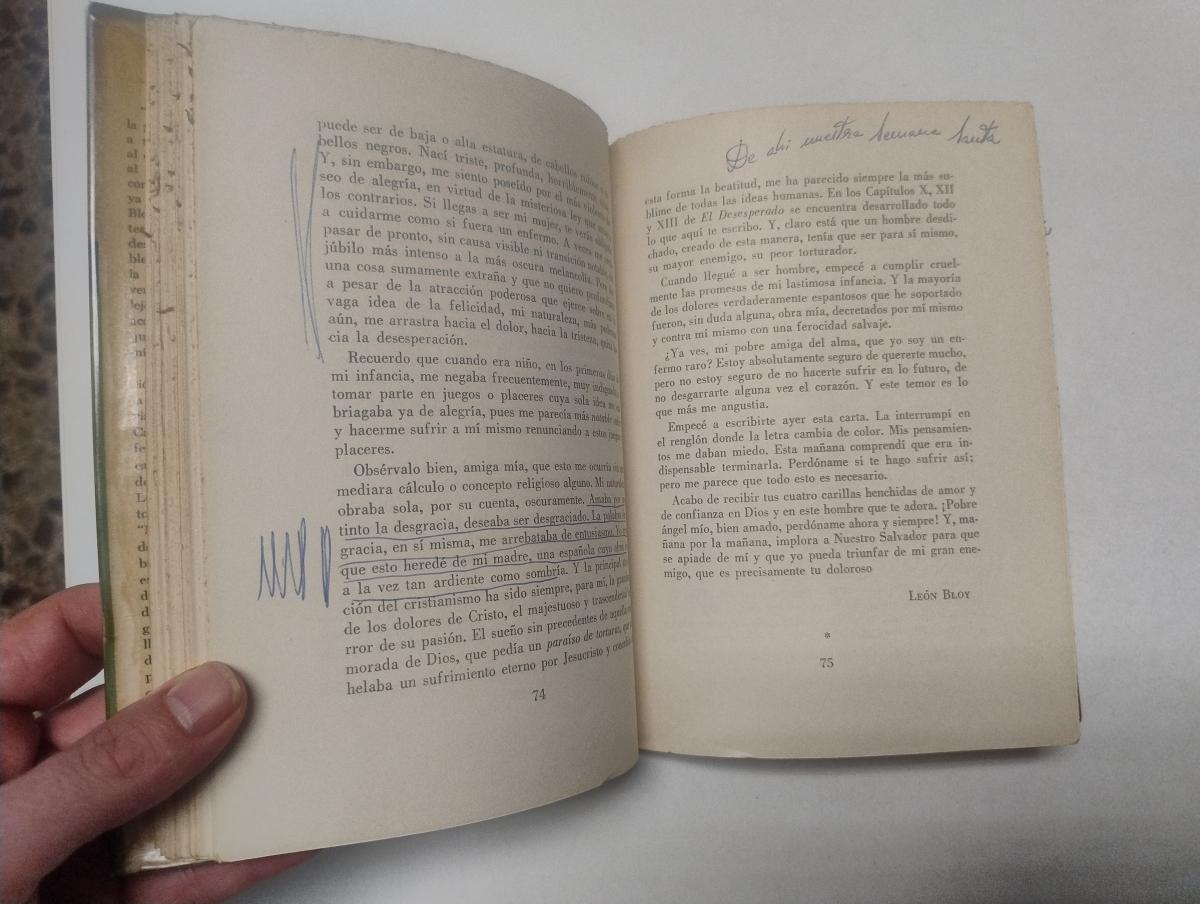 puede ser de baja o alta estatura, de cabellos rubios o
bellos negros. Nací triste, profunda, horriblemente
Y, sin embargo, me siento poseído por el más violento
seo de alegría, en virtud de la misteriosa ley que
los contrarios. Si llegas a ser mi mujer, te verás
a cuidarme como si fuera un enfermo. A veces me
pasar de pronto, sin causa visible ni transición notable,
júbilo más intenso a la más oscura melancolía. Pero
una cosa sumamente extraña y que no quiero
a pesar de la atracción poderosa que ejerce sobre
vaga idea de la felicidad, mi naturaleza, más
aún, me arrastra hacia el dolor, hacia la tristeza,
cia la desesperación.
Recuerdo que cuando era niño, en los primeros
mi infancia, me negaba frecuentemente, muy
tomar parte en juegos o placeres cuya sola idea me
briagaba ya de alegría, pues me parecía más
y hacerme sufrir a mí mismo renunciando a estos
placeres.
Obsérvalo bien, amiga mía, que esto me ocurría
mediara cálculo o concepto religioso alguno. Mi
obraba sola, por su cuenta, oscuramente. Amaba por
tinto la desgracia, deseaba ser desgraciado. La palabra
gracia, en sí misma, me arrebataba de entusiasmo.
que esto heredé de mi madre, una española cuya
a la vez tan ardiente como sombría. Y la principal
ción del cristianismo ha sido siempre, para mí, la
de los dolores de Cristo, el majestuoso y
rror de su pasión. El sueño sin precedentes de
morada de Dios, que pedía un paraíso de torturas,
helaba un sufrimiento eterno por Jesucristo y
74
De ahi nuestra Semana Santa
esta forma la beatitud, me ha parecido siempre la más su-
blime de todas las ideas humanas. En los Capítulos X, XII
y XIII de El Desesperado se encuentra desarrollado todo
lo que aquí te escribo. Y, claro está que un hombre desdi-
chado, creado de esta manera, tenía que ser para sí mismo,
su mayor enemigo, su peor torturador.
Cuando llegué a ser hombre, empecé a cumplir cruel-
mente las promesas de mi lastimosa infancia. Y la mayoría
de los dolores verdaderamente espantosos que he soportado
fueron, sin duda alguna, obra mía, decretados por mí mismo
y contra mí mismo con una ferocidad salvaje.
¿Ya ves, mi pobre amiga del alma, que yo soy un en-
fermo raro? Estoy absolutamente seguro de quererte mucho,
pero no estoy seguro de no hacerte sufrir en lo futuro, de
no desgarrarte alguna vez el corazón. Y este temor es lo
que más me angustia.
Empecé a escribirte ayer esta carta. La interrumpí en
el renglón donde la letra cambia de color. Mis pensamien-
tos me daban miedo. Esta mañana comprendí que era in-
dispensable terminarla. Perdóname si te hago sufrir así;
pero me parece que todo esto es necesario.
Acabo de recibir tus cuatro carillas henchidas de amor y
de confianza en Dios y en este hombre que te adora. ¡Pobre
ángel mío, bien amado, perdóname ahora y siempre! Y, ma-
ñana por la mañana, implora a Nuestro Salvador para que
se apiade de mí y que yo pueda triunfar de mi gran ene-
migo, que es precisamente tu doloroso
León Bloy
*
75